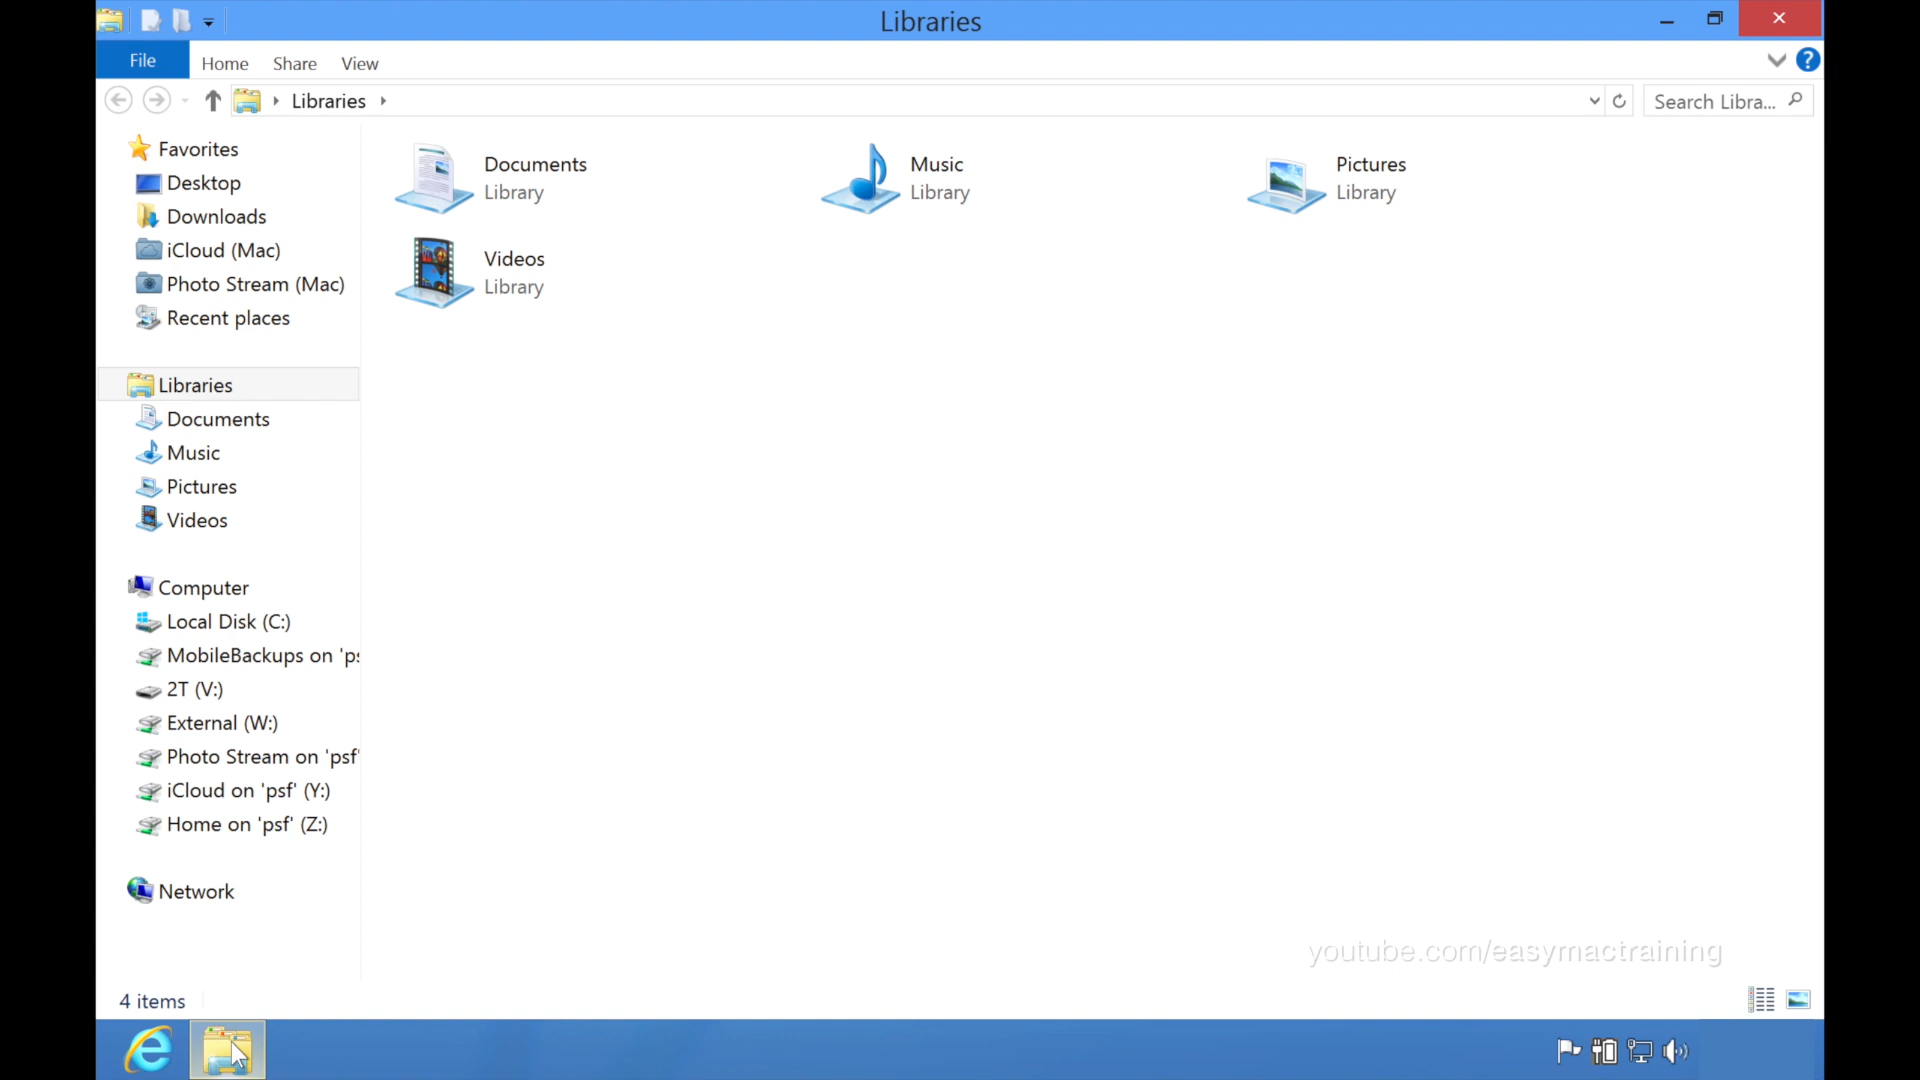 Libraries
File Home Share View
Libraries
Search Libra...
Favorites
Desktop
Downloads
iCloud (Mac)
Photo Stream (Mac)
Recent places
Libraries
Documents
Music
Pictures
Videos
Computer
Local Disk (C:)
MobileBackups on 'ps
2T (V:)
External (W:)
Photo Stream on 'psf'
iCloud on 'psf' (Y:)
Home on 'psf' (Z:)
Network
Documents
Library
Music
Library
Pictures
Library
Videos
Library
youtube.com/easymactraining
4 items